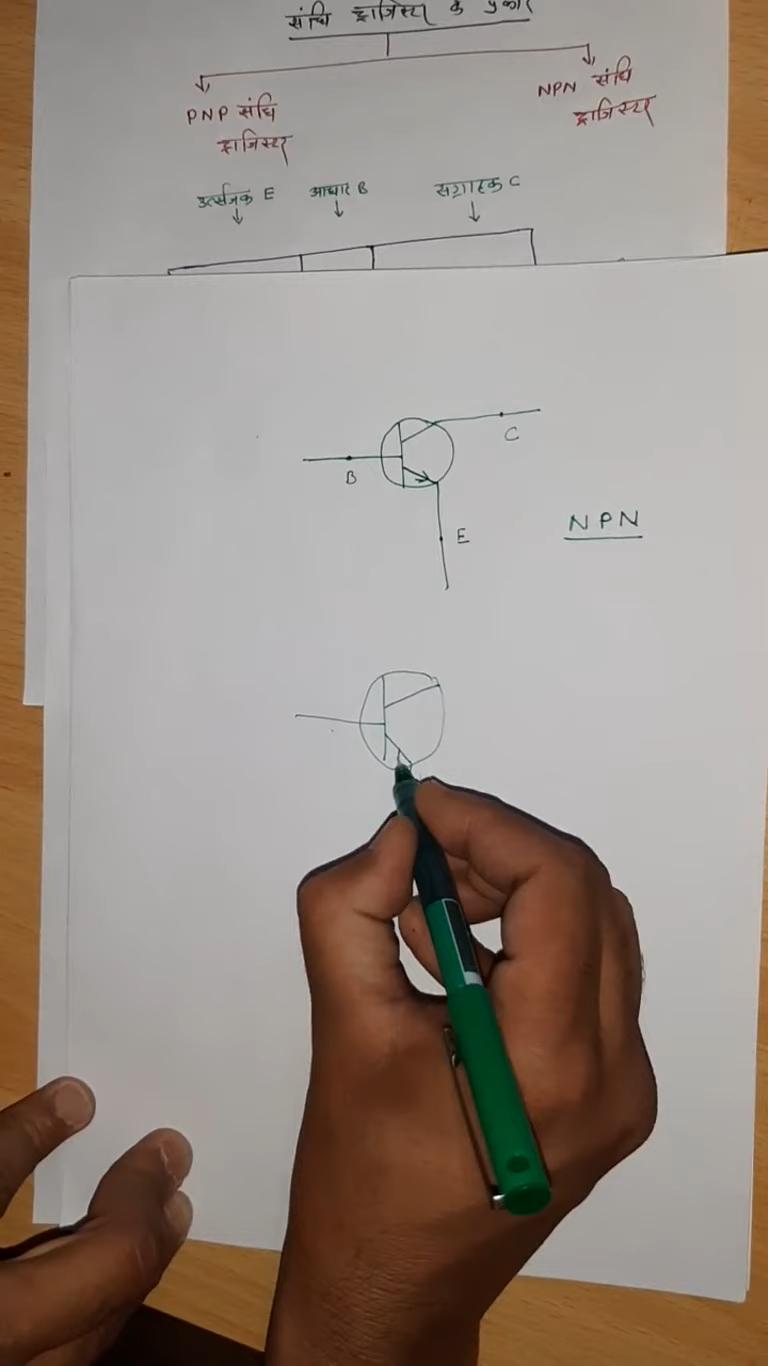 संधि ट्रांजिस्टर के प्रकार
PNP संधि
ट्रांजिस्टर
NPN संधि
ट्रांजिस्टर
उत्सर्जक E आधार B संग्राहक C
C
B
E
NPN